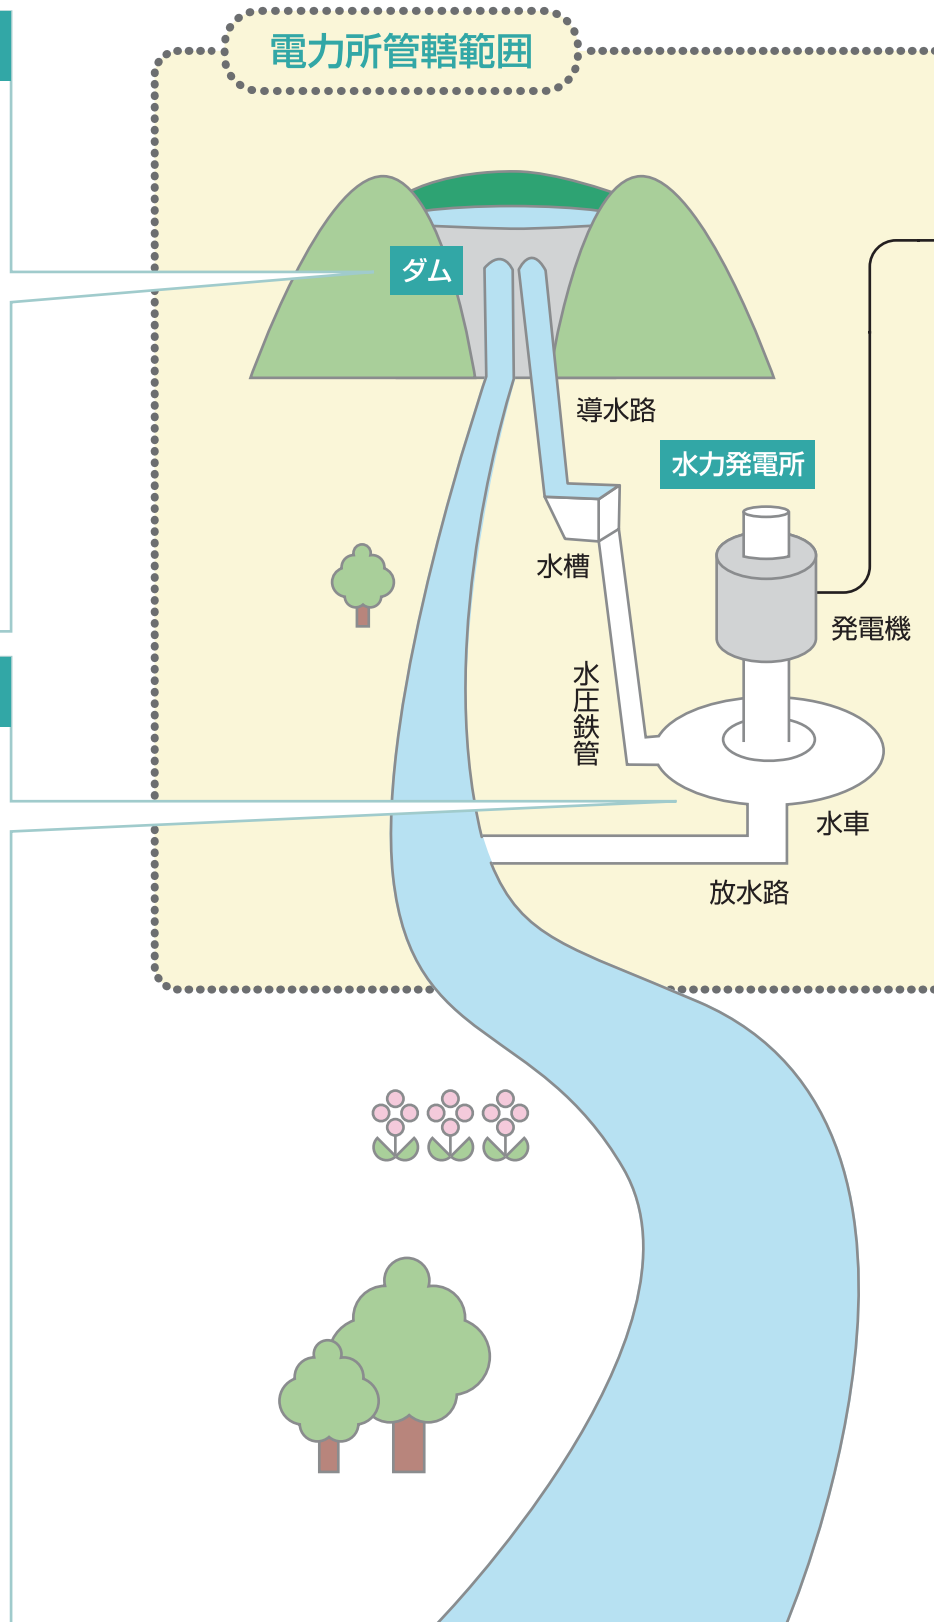 電力所管轄範囲
ダム
導水路
水力発電所
水槽
発電機
水圧鉄管
水車
放水路